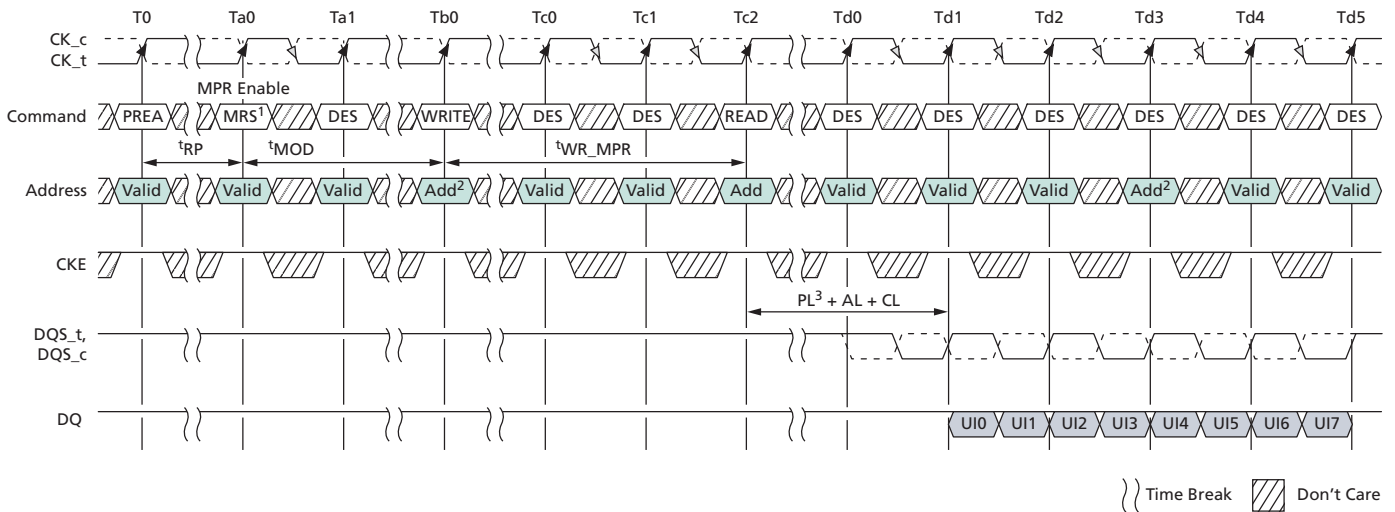 T0 Ta0 Ta1 Tb0 Tc0 Tc1 Tc2 Td0 Td1 Td2 Td3 Td4 Td5
CK_c
CK_t
MPR Enable
Command PREA MRS¹ DES WRITE DES DES READ DES DES DES DES DES DES
tRP tMOD tWR_MPR
Address Valid Valid Valid Add² Valid Valid Add Valid Valid Valid Add² Valid Valid
CKE
PL³ + AL + CL
DQS_t,
DQS_c
DQ UI0 UI1 UI2 UI3 UI4 UI5 UI6 UI7
Time Break Don't Care